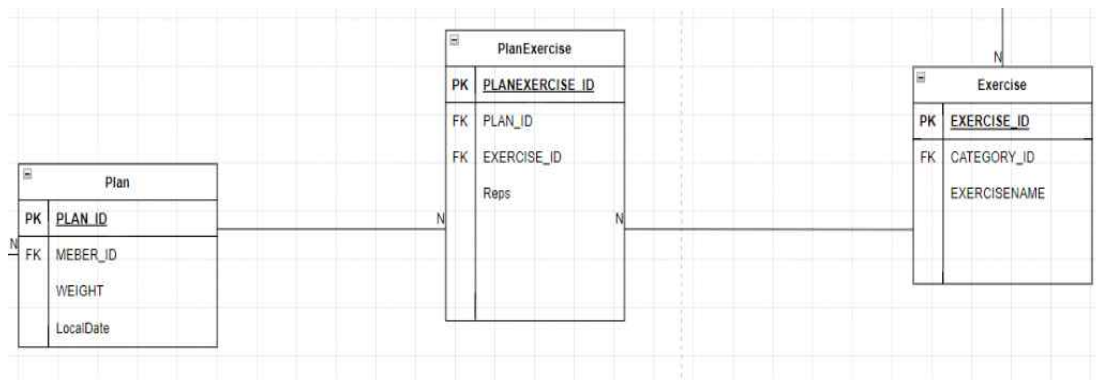 PlanExercise
PK PLANEXERCISE_ID
FK PLAN_ID
FK EXERCISE_ID
Reps
N
N
Plan
PK PLAN_ID
N
FK MEBER_ID
WEIGHT
LocalDate
N
Exercise
PK EXERCISE_ID
FK CATEGORY_ID
EXERCISENAME